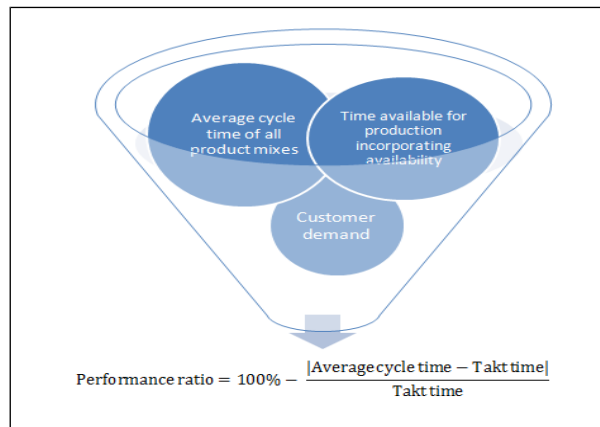 Average cycle
time of all
product mixes
Time available for
production
incorporating
availability
Customer
demand
Performance ratio = 100% − |Average cycle time − Takt time| / Takt time